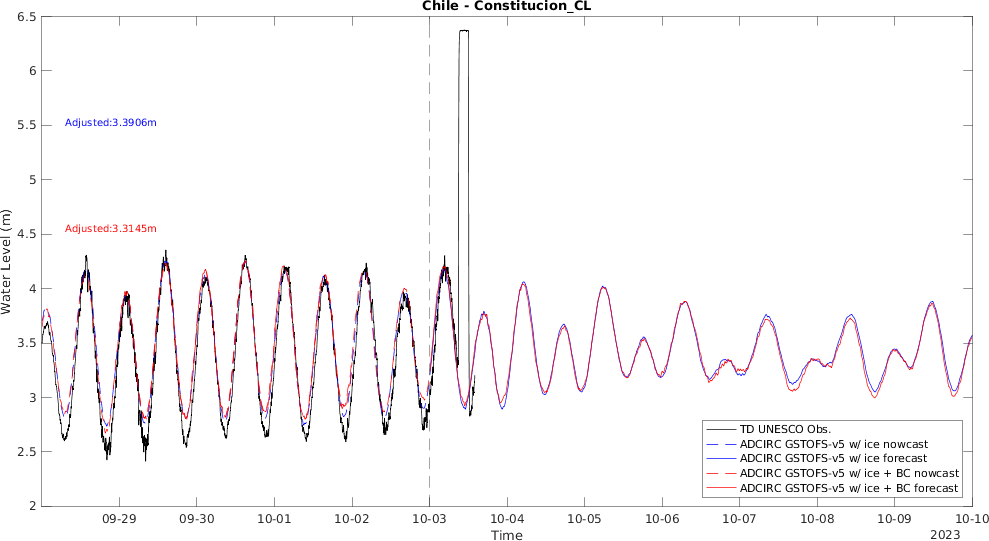 Chile - Constitucion_CL
6.5
6
5.5
5
4.5
4
3.5
3
2.5
2
Water Level (m)
Adjusted:3.3906m
Adjusted:3.3145m
TD UNESCO Obs.
ADCIRC GSTOFS-v5 w/ ice nowcast
ADCIRC GSTOFS-v5 w/ ice forecast
ADCIRC GSTOFS-v5 w/ ice + BC nowcast
ADCIRC GSTOFS-v5 w/ ice + BC forecast
09-29 09-30 10-01 10-02 10-03 10-04 10-05 10-06 10-07 10-08 10-09 10-10
Time
2023